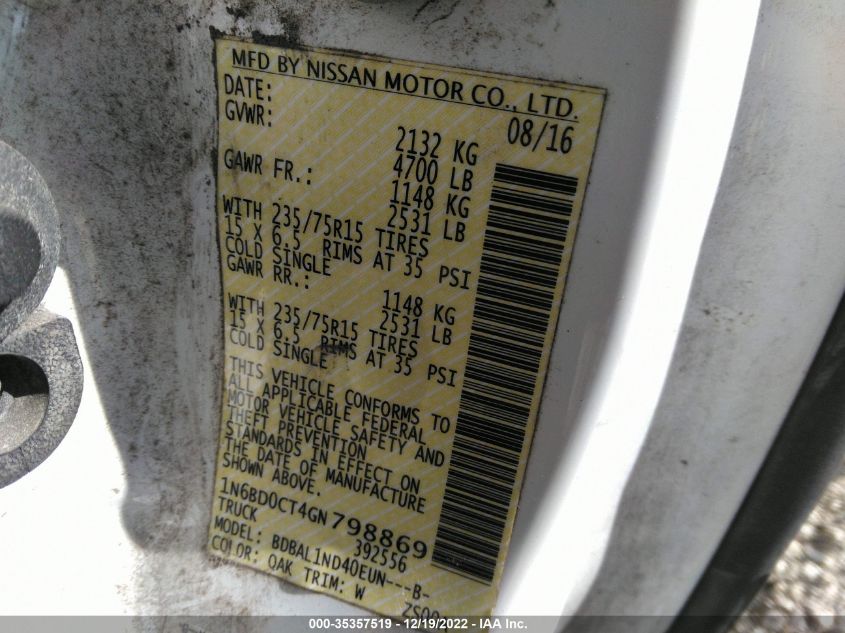 MFD BY NISSAN MOTOR CO., LTD.
DATE: 08/16
GVWR: 2132 KG
4700 LB
GAWR FR.: 1148 KG
2531 LB
WITH 235/75R15 TIRES
15 X 6.5 RIMS AT 35 PSI
COLD SINGLE
GAWR RR.: 1148 KG
2531 LB
WITH 235/75R15 TIRES
15 X 6.5 RIMS AT 35 PSI
COLD SINGLE
THIS VEHICLE CONFORMS TO
ALL APPLICABLE FEDERAL
MOTOR VEHICLE SAFETY AND
THEFT PREVENTION
STANDARDS IN EFFECT ON
THE DATE OF MANUFACTURE
SHOWN ABOVE.
1N6BD0CT4GN798869
TRUCK 392556
MODEL: BDBAL1ND40EUN---B-
COLOR: QAK TRIM: W
000-35357519 - 12/19/2022 - IAA Inc.